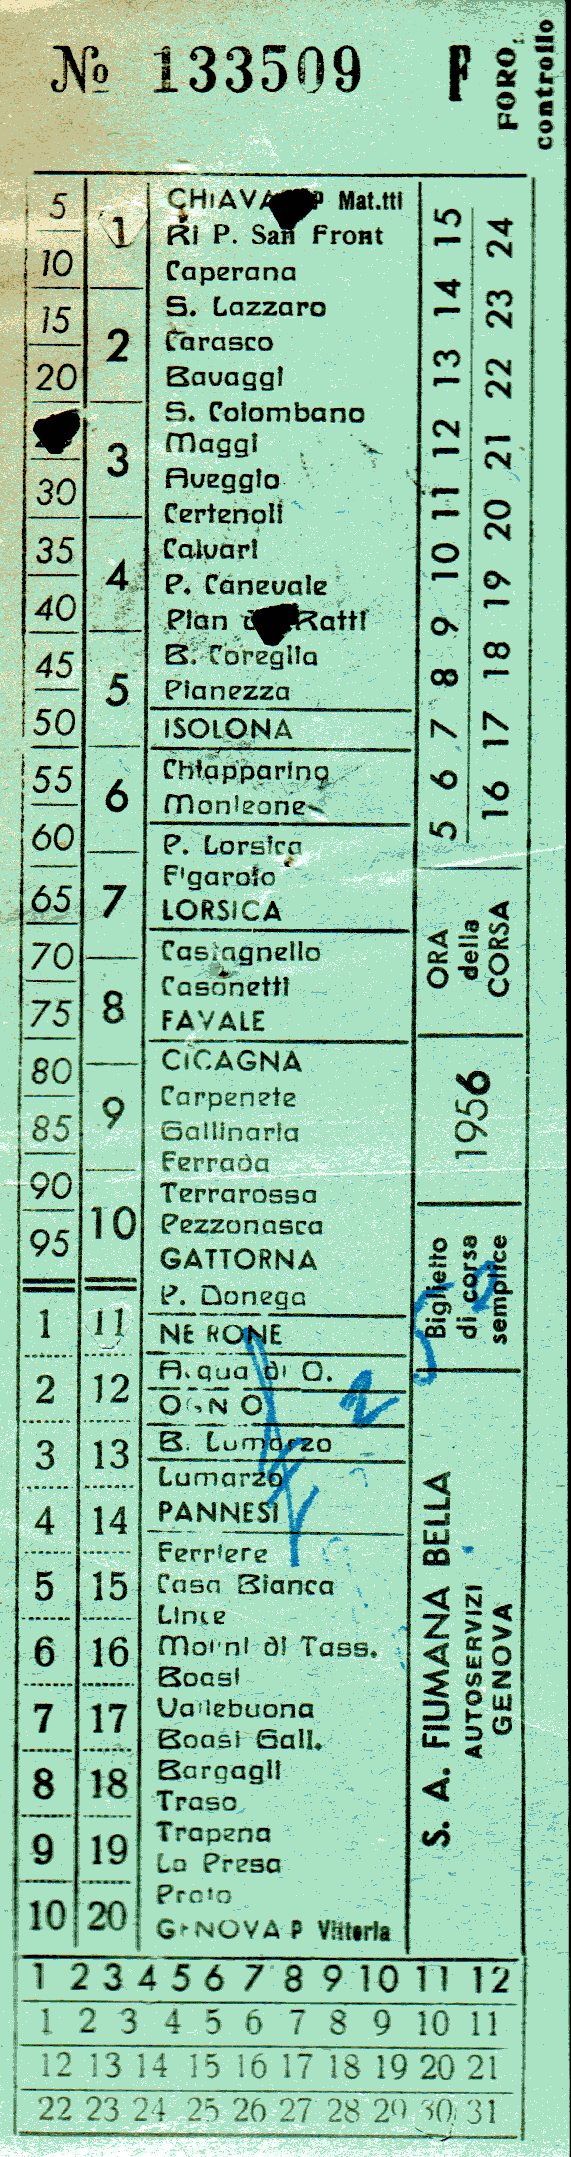 No 133509 F FORO. controllo
5
10
15
20
30
35
40
45
50
55
60
65
70
75
80
85
90
95
1
2
3
4
5
6
7
8
9
10
1
2
3
4
5
6
7
8
9
10
11
12
13
14
15
16
17
18
19
20
P Mat.tti
Ri P. San Front
Caperana
S. Lazzaro
Carasco
Bavaggi
S. Colombano
Maggi
Aveggio
Certenoli
Calvari
P. Canevale
Pian Ratti
B. Coreglia
Pianezza
ISOLONA
Chiapparino
Monleone
P. Lorsica
Figarolo
LORSICA
Castagnello
Casonetti
FAVALE
CICAGNA
Carpenete
Gallinaria
Ferrada
Terrarossa
Pezzonasca
GATTORNA
P. Donega
NERONE
Acqua di O.
OGNIO
B. Lumarzo
Lumarzo
PANNESI
Ferriere
Casa Bianca
Lince
di Tass.
Boasi
Vallebuona
Boasi Gall.
Bargagli
Traso
Trapena
La Presa
Prato
GENOVA P Vittoria
5 6 7 8 9 10 11 12 13 14 15
16 17 18 19 20 21 22 23 24
ORA
della
CORSA
1956
Biglietto
di corsa
semplice
S. A. FIUMANA BELLA
AUTOSERVIZI
GENOVA
1 2 3 4 5 6 7 8 9 10 11 12
1 2 3 4 5 6 7 8 9 10 11
12 13 14 15 16 17 18 19 20 21
22 23 24 25 26 27 28 29 30 31